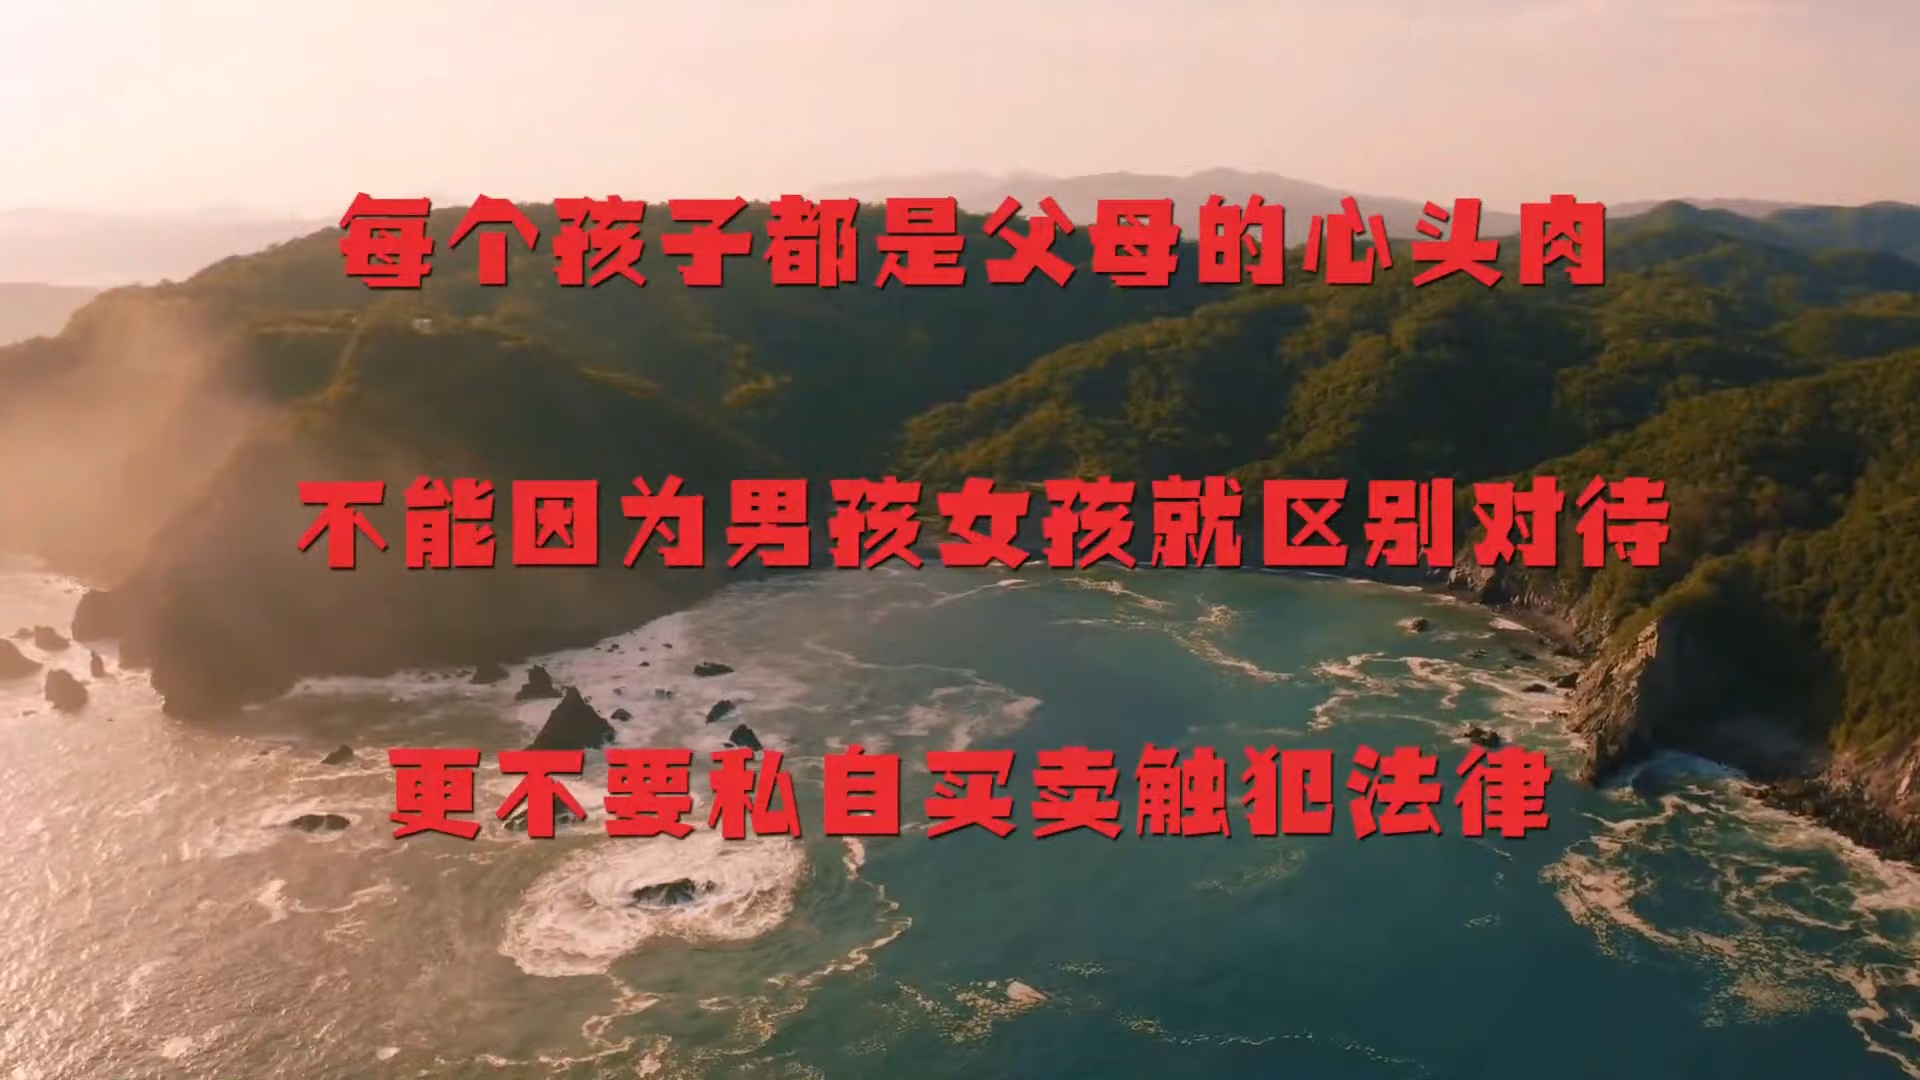 每个孩子都是父母的心头肉
不能因为男孩女孩就区别对待
更不要私自买卖触犯法律